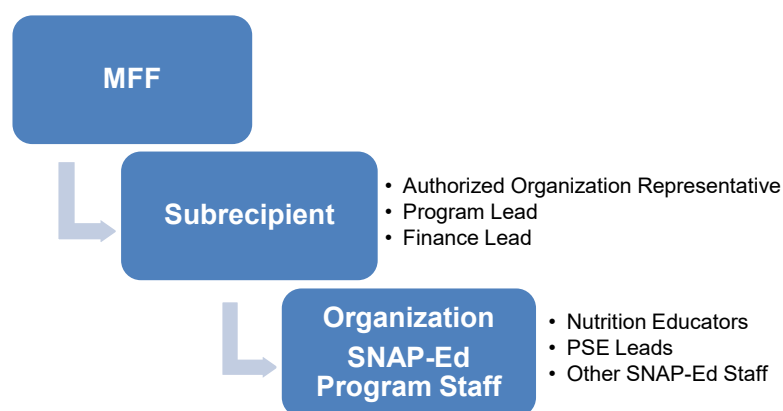 MFF
Subrecipient
• Authorized Organization Representative
• Program Lead
• Finance Lead
Organization
SNAP-Ed
Program Staff
• Nutrition Educators
• PSE Leads
• Other SNAP-Ed Staff